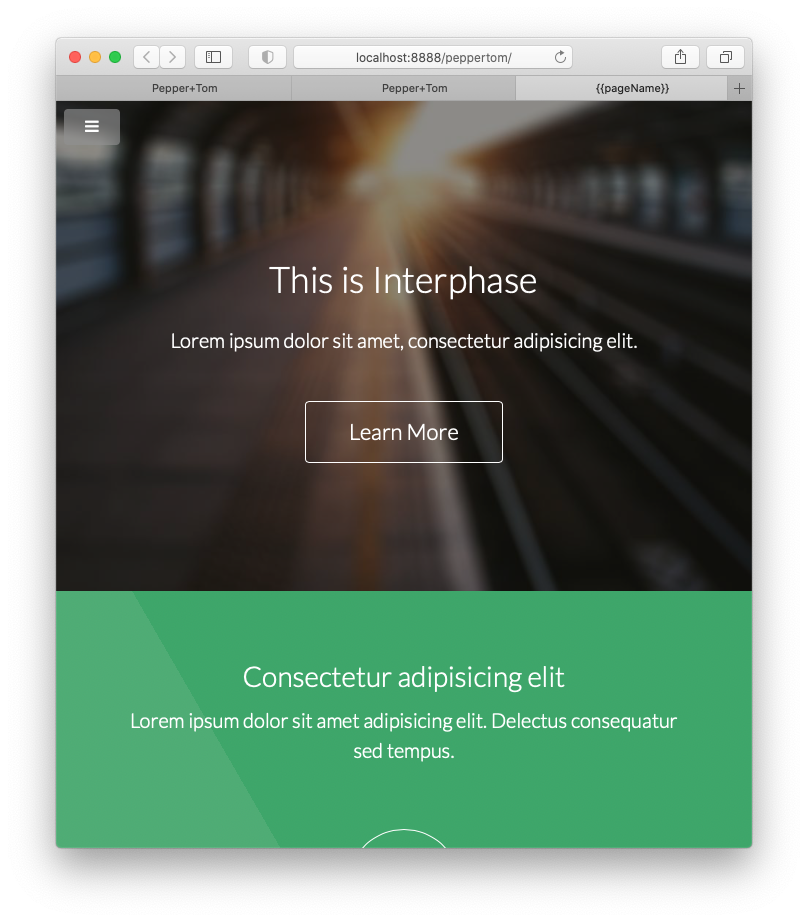 localhost:8888/peppertom/
Pepper+Tom
Pepper+Tom
{{pageName}}
This is Interphase
Lorem ipsum dolor sit amet, consectetur adipisicing elit.
Learn More
Consectetur adipisicing elit
Lorem ipsum dolor sit amet adipisicing elit. Delectus consequatur
sed tempus.